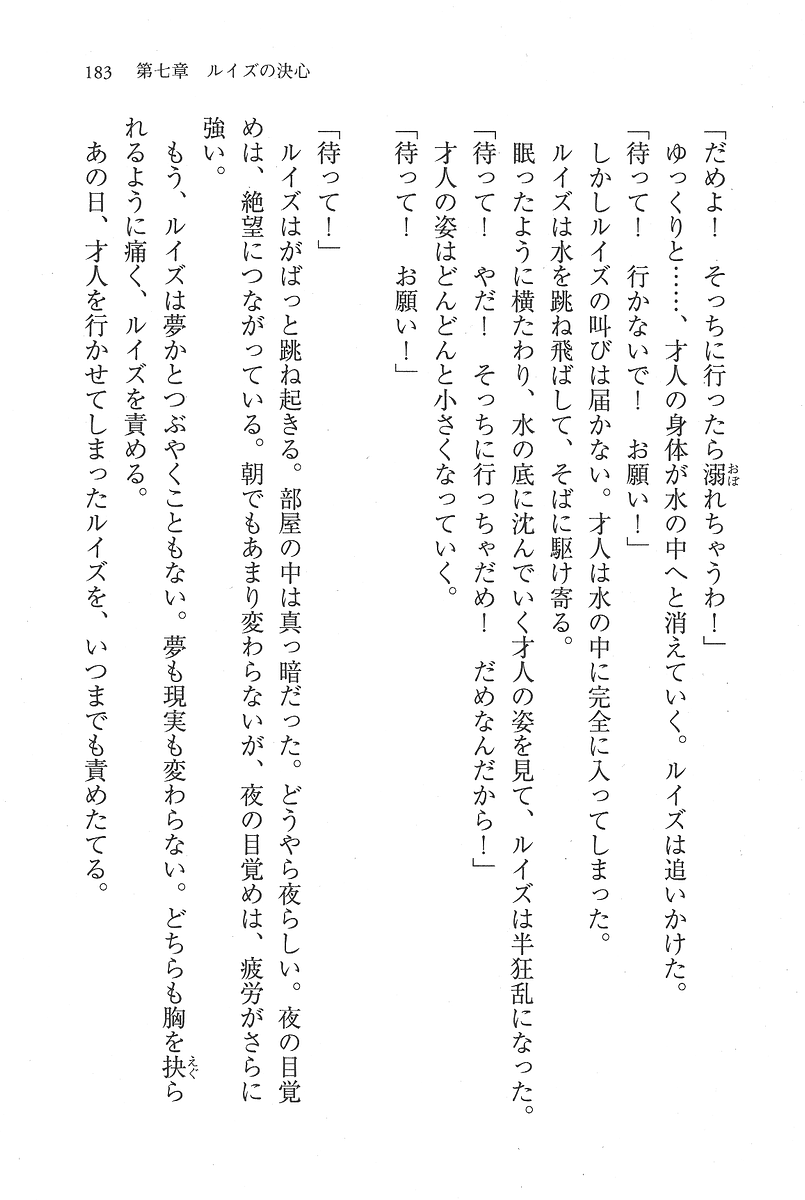 183　第七章　ルイズの決心
「だめよ！　そっちに行ったら溺れちゃうわ！」
おぼ
ゆっくりと……、才人の身体が水の中へと消えていく。ルイズは追いかけた。
「待って！　行かないで！　お願い！」
しかしルイズの叫びは届かない。才人は水の中に完全に入ってしまった。
ルイズは水を跳ね飛ばして、そばに駆け寄る。
眠ったように横たわり、水の底に沈んでいく才人の姿を見て、ルイズは半狂乱になった。
「待って！　やだ！　そっちに行っちゃだめ！　だめなんだから！」
才人の姿はどんどんと小さくなっていく。
「待って！　お願い！」
「待って！」
ルイズはがばっと跳ね起きる。部屋の中は真っ暗だった。どうやら夜らしい。夜の目覚
めは、絶望につながっている。朝でもあまり変わらないが、夜の目覚めは、疲労がさらに
強い。
もう、ルイズは夢かとつぶやくこともない。夢も現実も変わらない。どちらも胸を抉ら
えぐ
れるように痛く、ルイズを責める。
あの日、才人を行かせてしまったルイズを、いつまでも責めたてる。